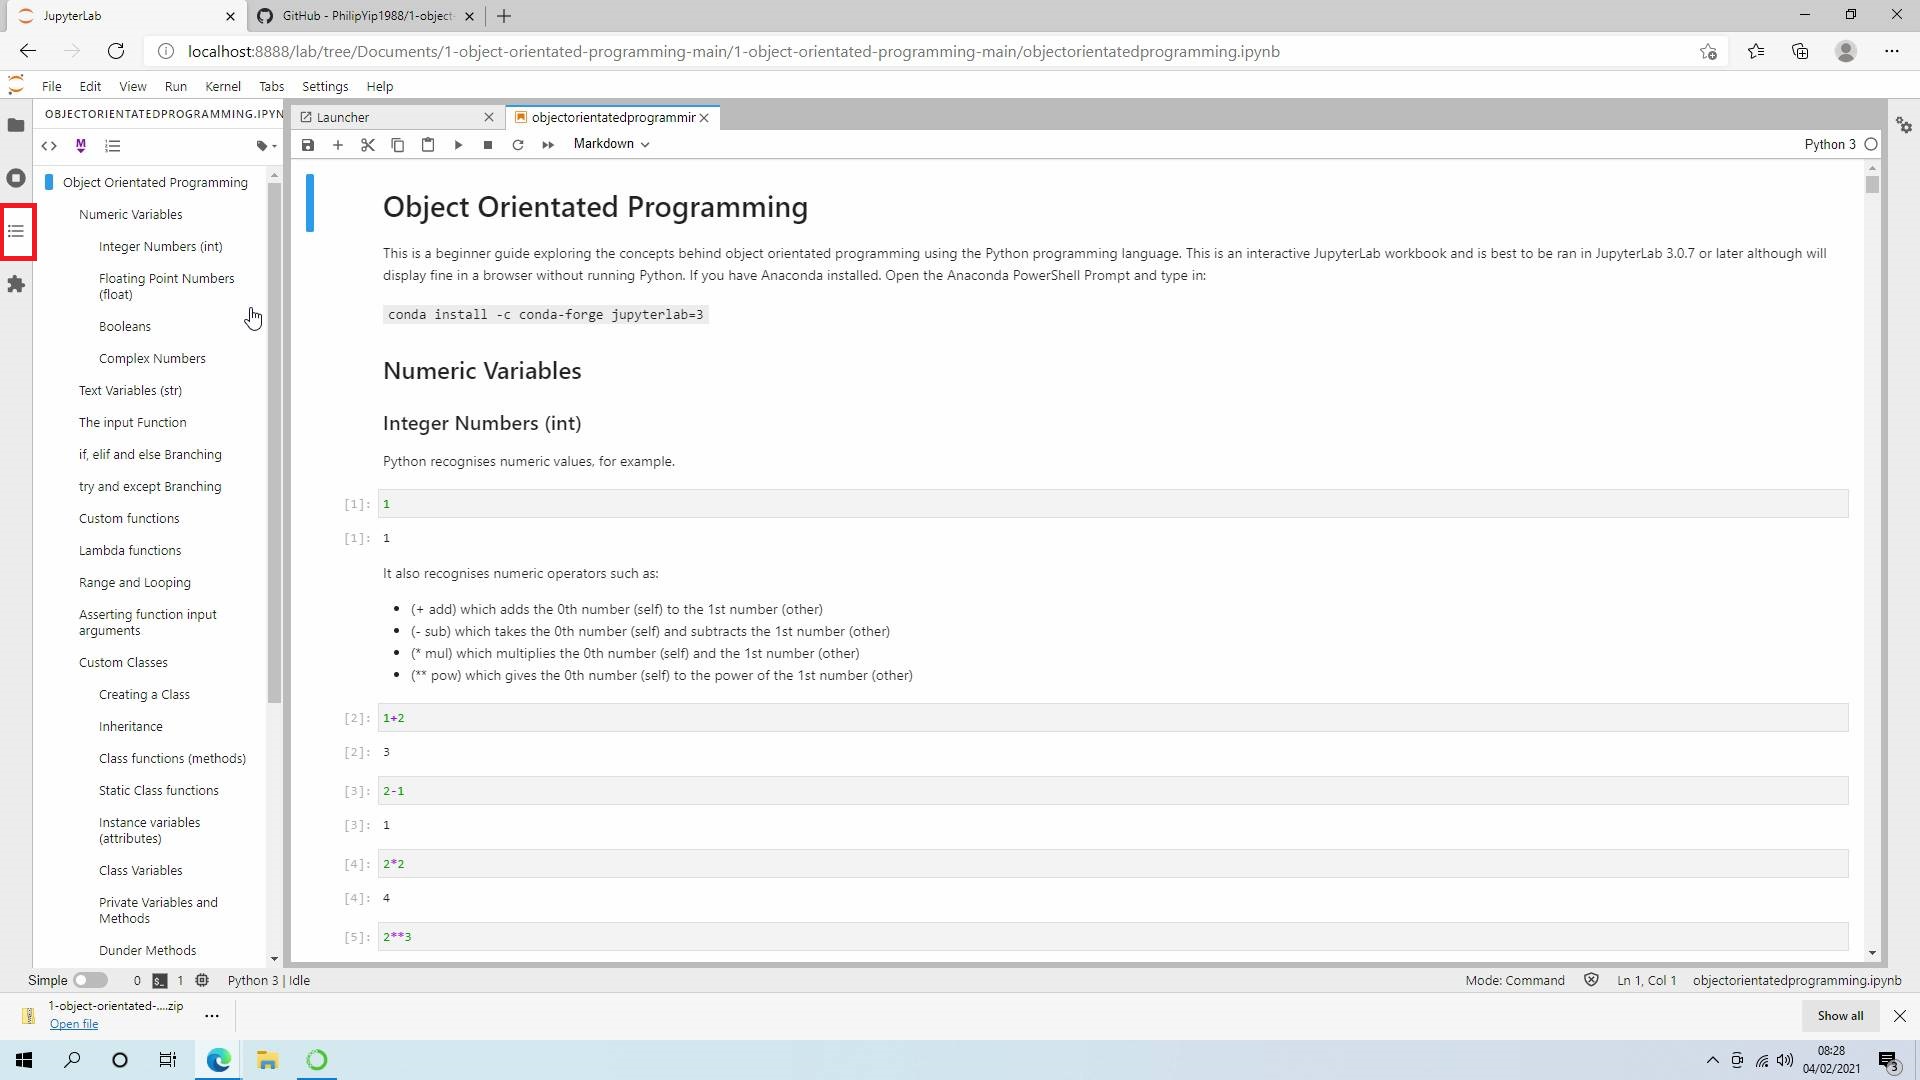 JupyterLab
GitHub - PhilipYip1988/1-object-
localhost:8888/lab/tree/Documents/1-object-orientated-programming-main/1-object-orientated-programming-main/objectorientatedprogramming.ipynb
File Edit View Run Kernel Tabs Settings Help
OBJECTORIENTATEDPROGRAMMING.IPYN
Launcher
objectorientatedprogrammir
M
Markdown
Python 3
Object Orientated Programming
Numeric Variables
Integer Numbers (int)
Floating Point Numbers
(float)
Booleans
Complex Numbers
Text Variables (str)
The input Function
if, elif and else Branching
try and except Branching
Custom functions
Lambda functions
Range and Looping
Asserting function input
arguments
Custom Classes
Creating a Class
Inheritance
Class functions (methods)
Static Class functions
Instance variables
(attributes)
Class Variables
Private Variables and
Methods
Dunder Methods
Object Orientated Programming
This is a beginner guide exploring the concepts behind object orientated programming using the Python programming language. This is an interactive JupyterLab workbook and is best to be ran in JupyterLab 3.0.7 or later although will
display fine in a browser without running Python. If you have Anaconda installed. Open the Anaconda PowerShell Prompt and type in:
conda install -c conda-forge jupyterlab=3
Numeric Variables
Integer Numbers (int)
Python recognises numeric values, for example.
[1]: 1
[1]: 1
It also recognises numeric operators such as:
• (+ add) which adds the 0th number (self) to the 1st number (other)
• (- sub) which takes the 0th number (self) and subtracts the 1st number (other)
• (* mul) which multiplies the 0th number (self) and the 1st number (other)
• (** pow) which gives the 0th number (self) to the power of the 1st number (other)
[2]: 1+2
[2]: 3
[3]: 2-1
[3]: 1
[4]: 2*2
[4]: 4
[5]: 2**3
Simple 0 $_ 1 Python 3 | Idle
Mode: Command Ln 1, Col 1 objectorientatedprogramming.ipynb
1-object-orientated-....zip
Open file
Show all
08:28
04/02/2021
3